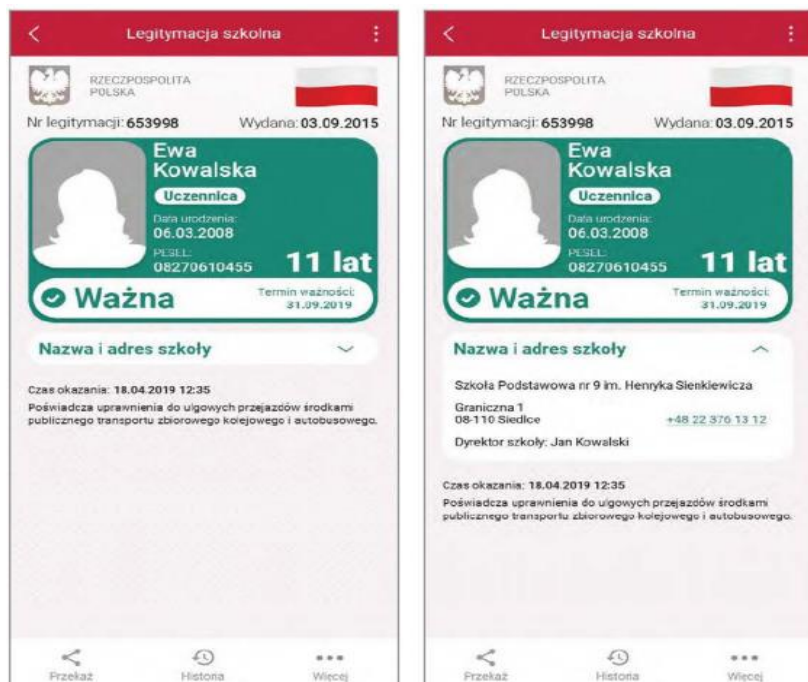 Legitymacja szkolna
RZECZPOSPOLITA
POLSKA
Nr legitymacji: 653998 Wydana: 03.09.2015
Ewa
Kowalska
Uczennica
Data urodzenia:
06.03.2008
PESEL:
08270610455
11 lat
Ważna
Termin ważności:
31.09.2019
Nazwa i adres szkoły
Czas okazania: 18.04.2019 12:35
Poświadcza uprawnienia do ulgowych przejazdów środkami
publicznego transportu zbiorowego kolejowego i autobusowego.
Przekaż Historia Więcej
Legitymacja szkolna
RZECZPOSPOLITA
POLSKA
Nr legitymacji: 653998 Wydana: 03.09.2015
Ewa
Kowalska
Uczennica
Data urodzenia:
06.03.2008
PESEL:
08270610455
11 lat
Ważna
Termin ważności:
31.09.2019
Nazwa i adres szkoły
Szkoła Podstawowa nr 9 im. Henryka Sienkiewicza
Graniczna 1
08-110 Siedlce +48 22 376 13 12
Dyrektor szkoły: Jan Kowalski
Czas okazania: 18.04.2019 12:35
Poświadcza uprawnienia do ulgowych przejazdów środkami
publicznego transportu zbiorowego kolejowego i autobusowego.
Przekaż Historia Więcej